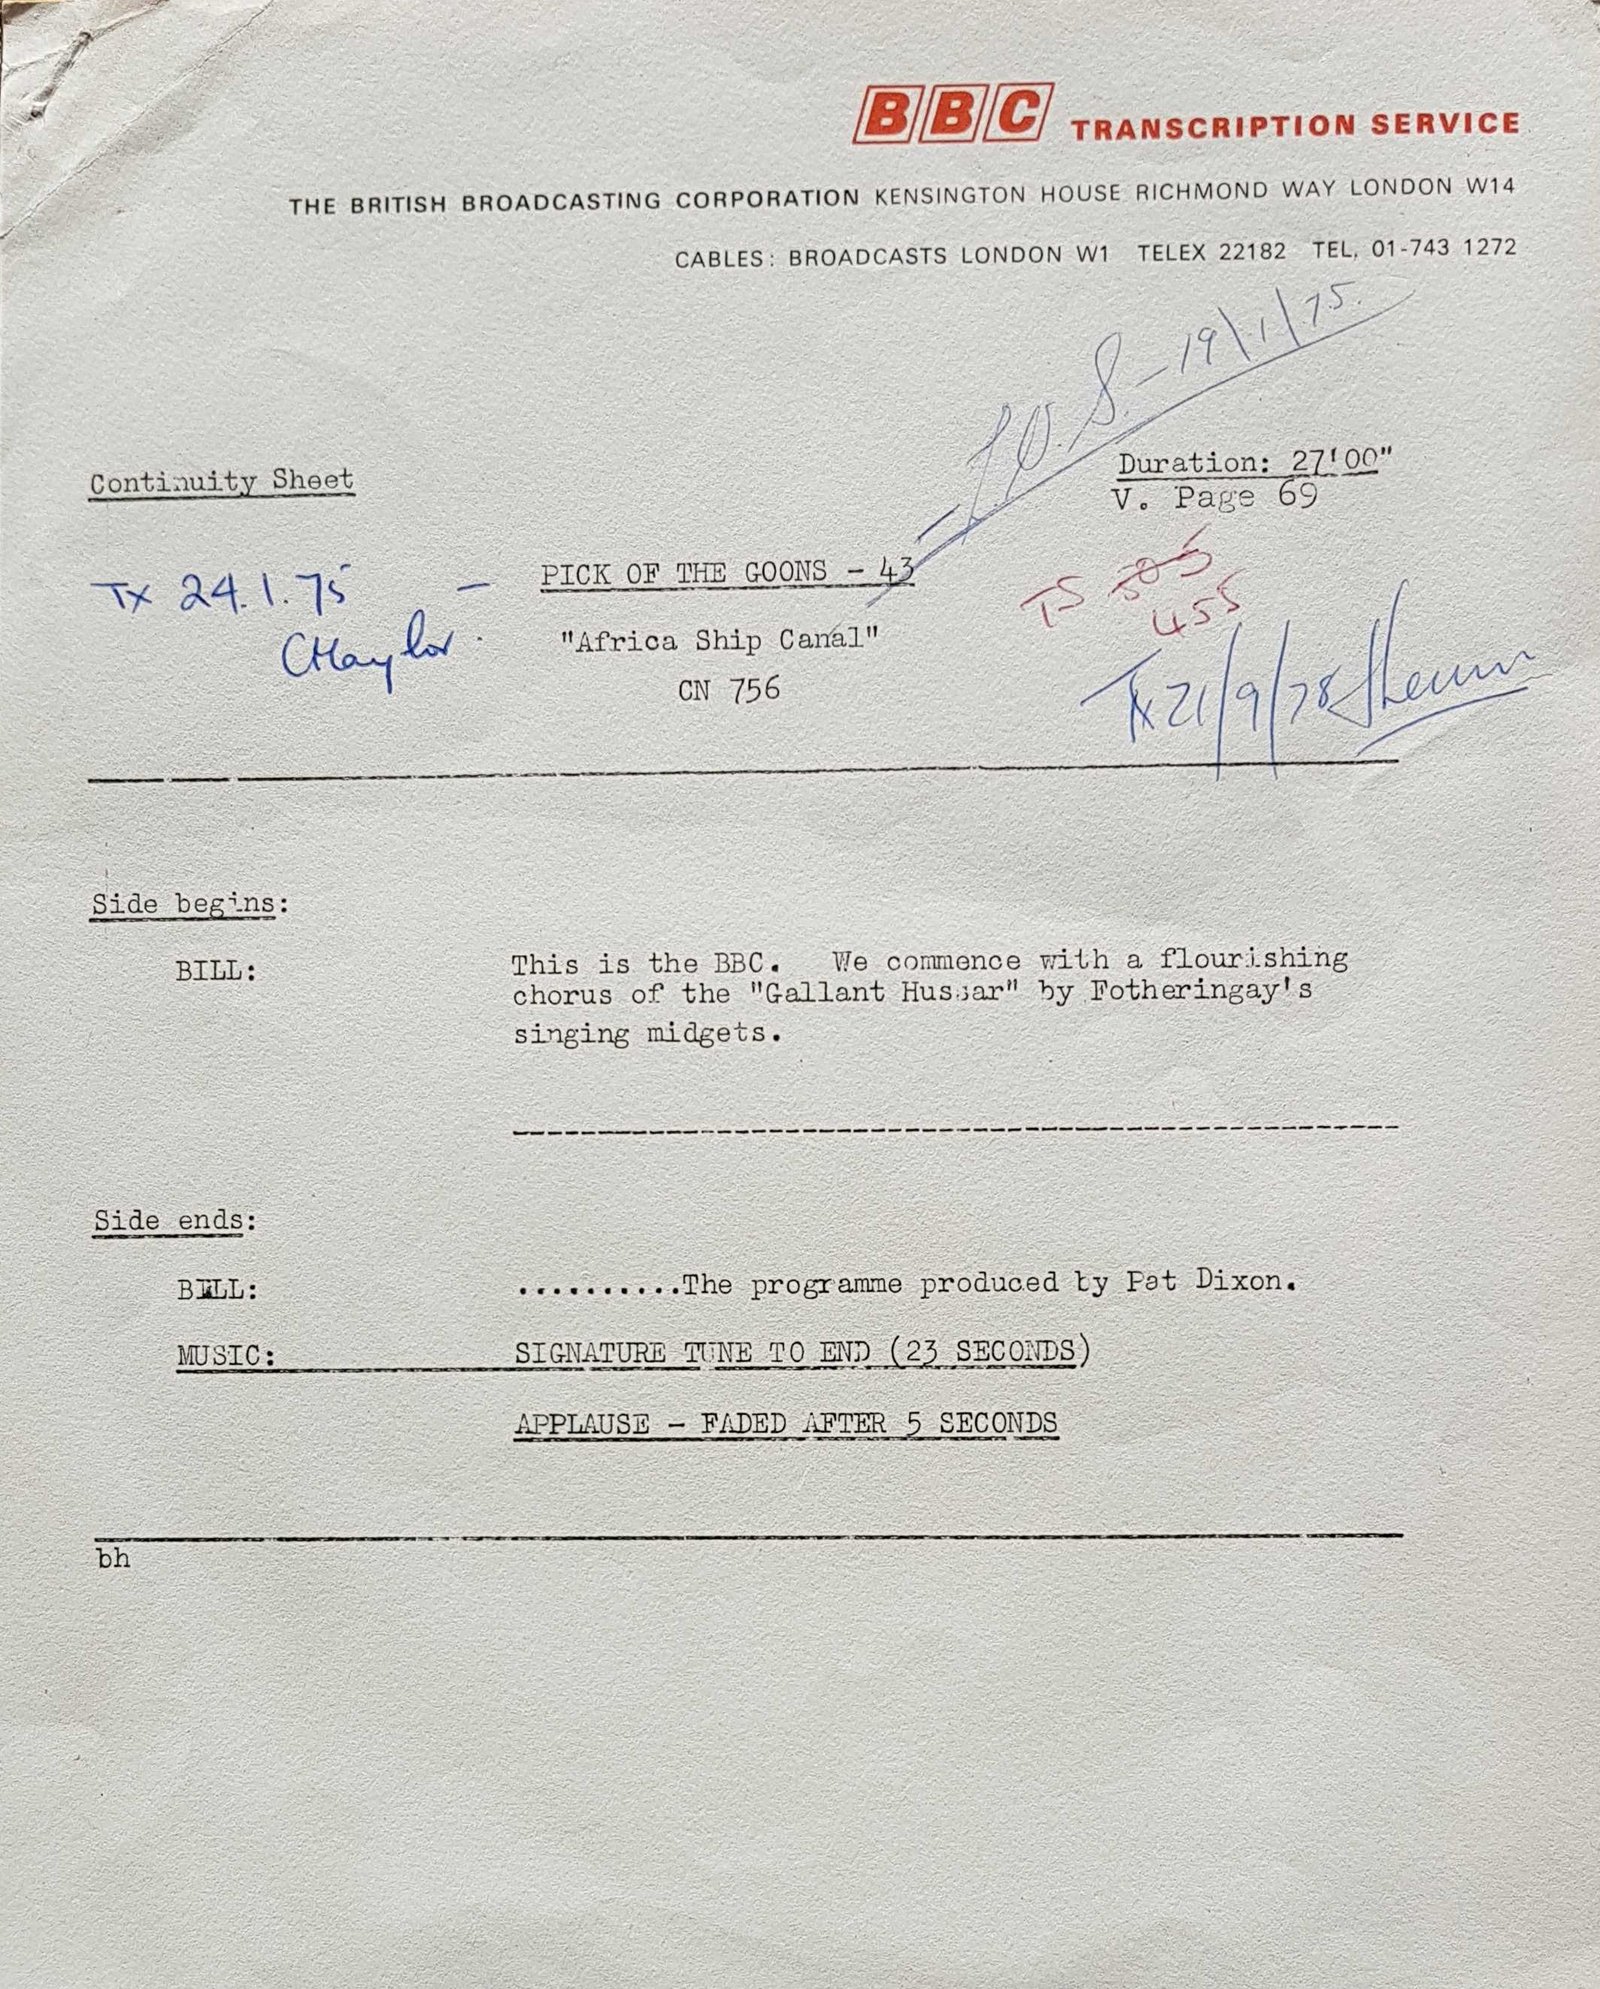 BBC TRANSCRIPTION SERVICE
THE BRITISH BROADCASTING CORPORATION KENSINGTON HOUSE RICHMOND WAY LONDON W14
CABLES: BROADCASTS LONDON W1 TELEX 22182 TEL. 01-743 1272
19/1/75.
Continuity Sheet
Duration: 27'00"
V. Page 69
TX 24.1.75 -
PICK OF THE GOONS - 43
TS 505
455
"Africa Ship Canal"
CN 756
TX 21/9/78
Side begins:
BILL: This is the BBC. We commence with a flourishing
chorus of the "Gallant Hussar" by Fotheringay's
singing midgets.
Side ends:
BILL: ..........The programme produced by Pat Dixon.
MUSIC: SIGNATURE TUNE TO END (23 SECONDS)
APPLAUSE - FADED AFTER 5 SECONDS
bh